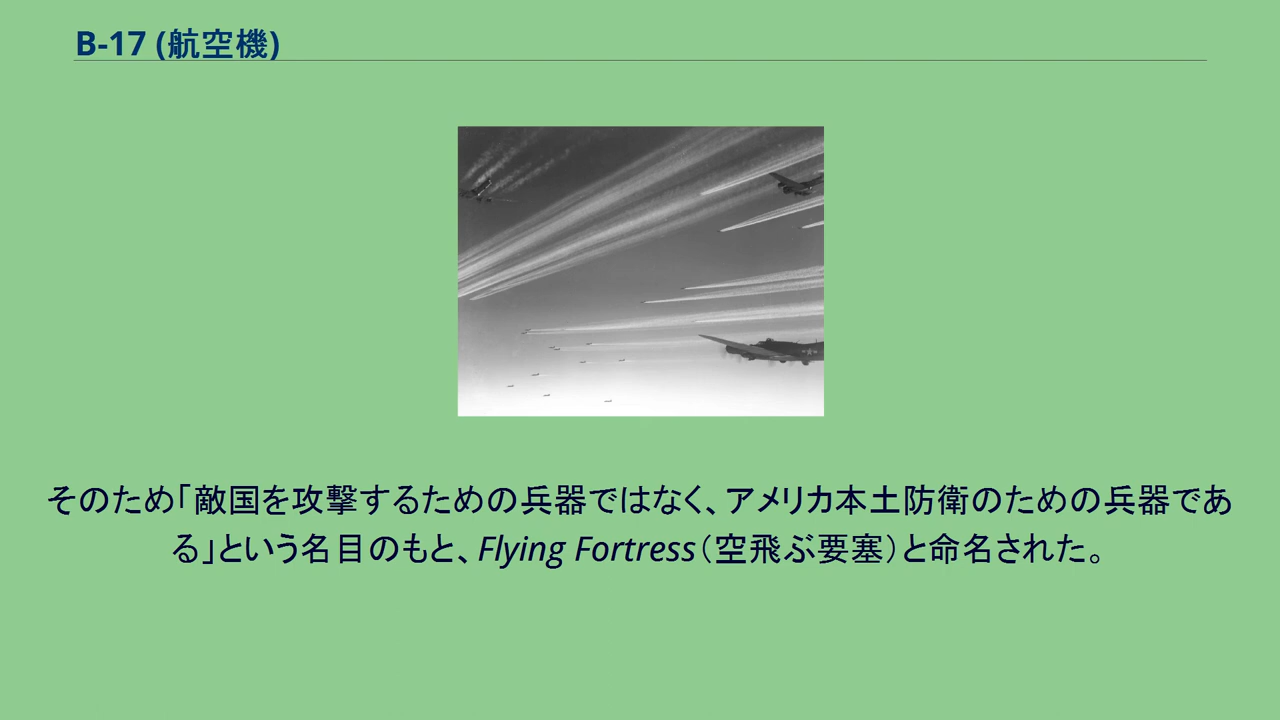 B-17 (航空機)
そのため「敵国を攻撃するための兵器ではなく、アメリカ本土防衛のための兵器であ
る」という名目のもと、Flying Fortress（空飛ぶ要塞）と命名された。